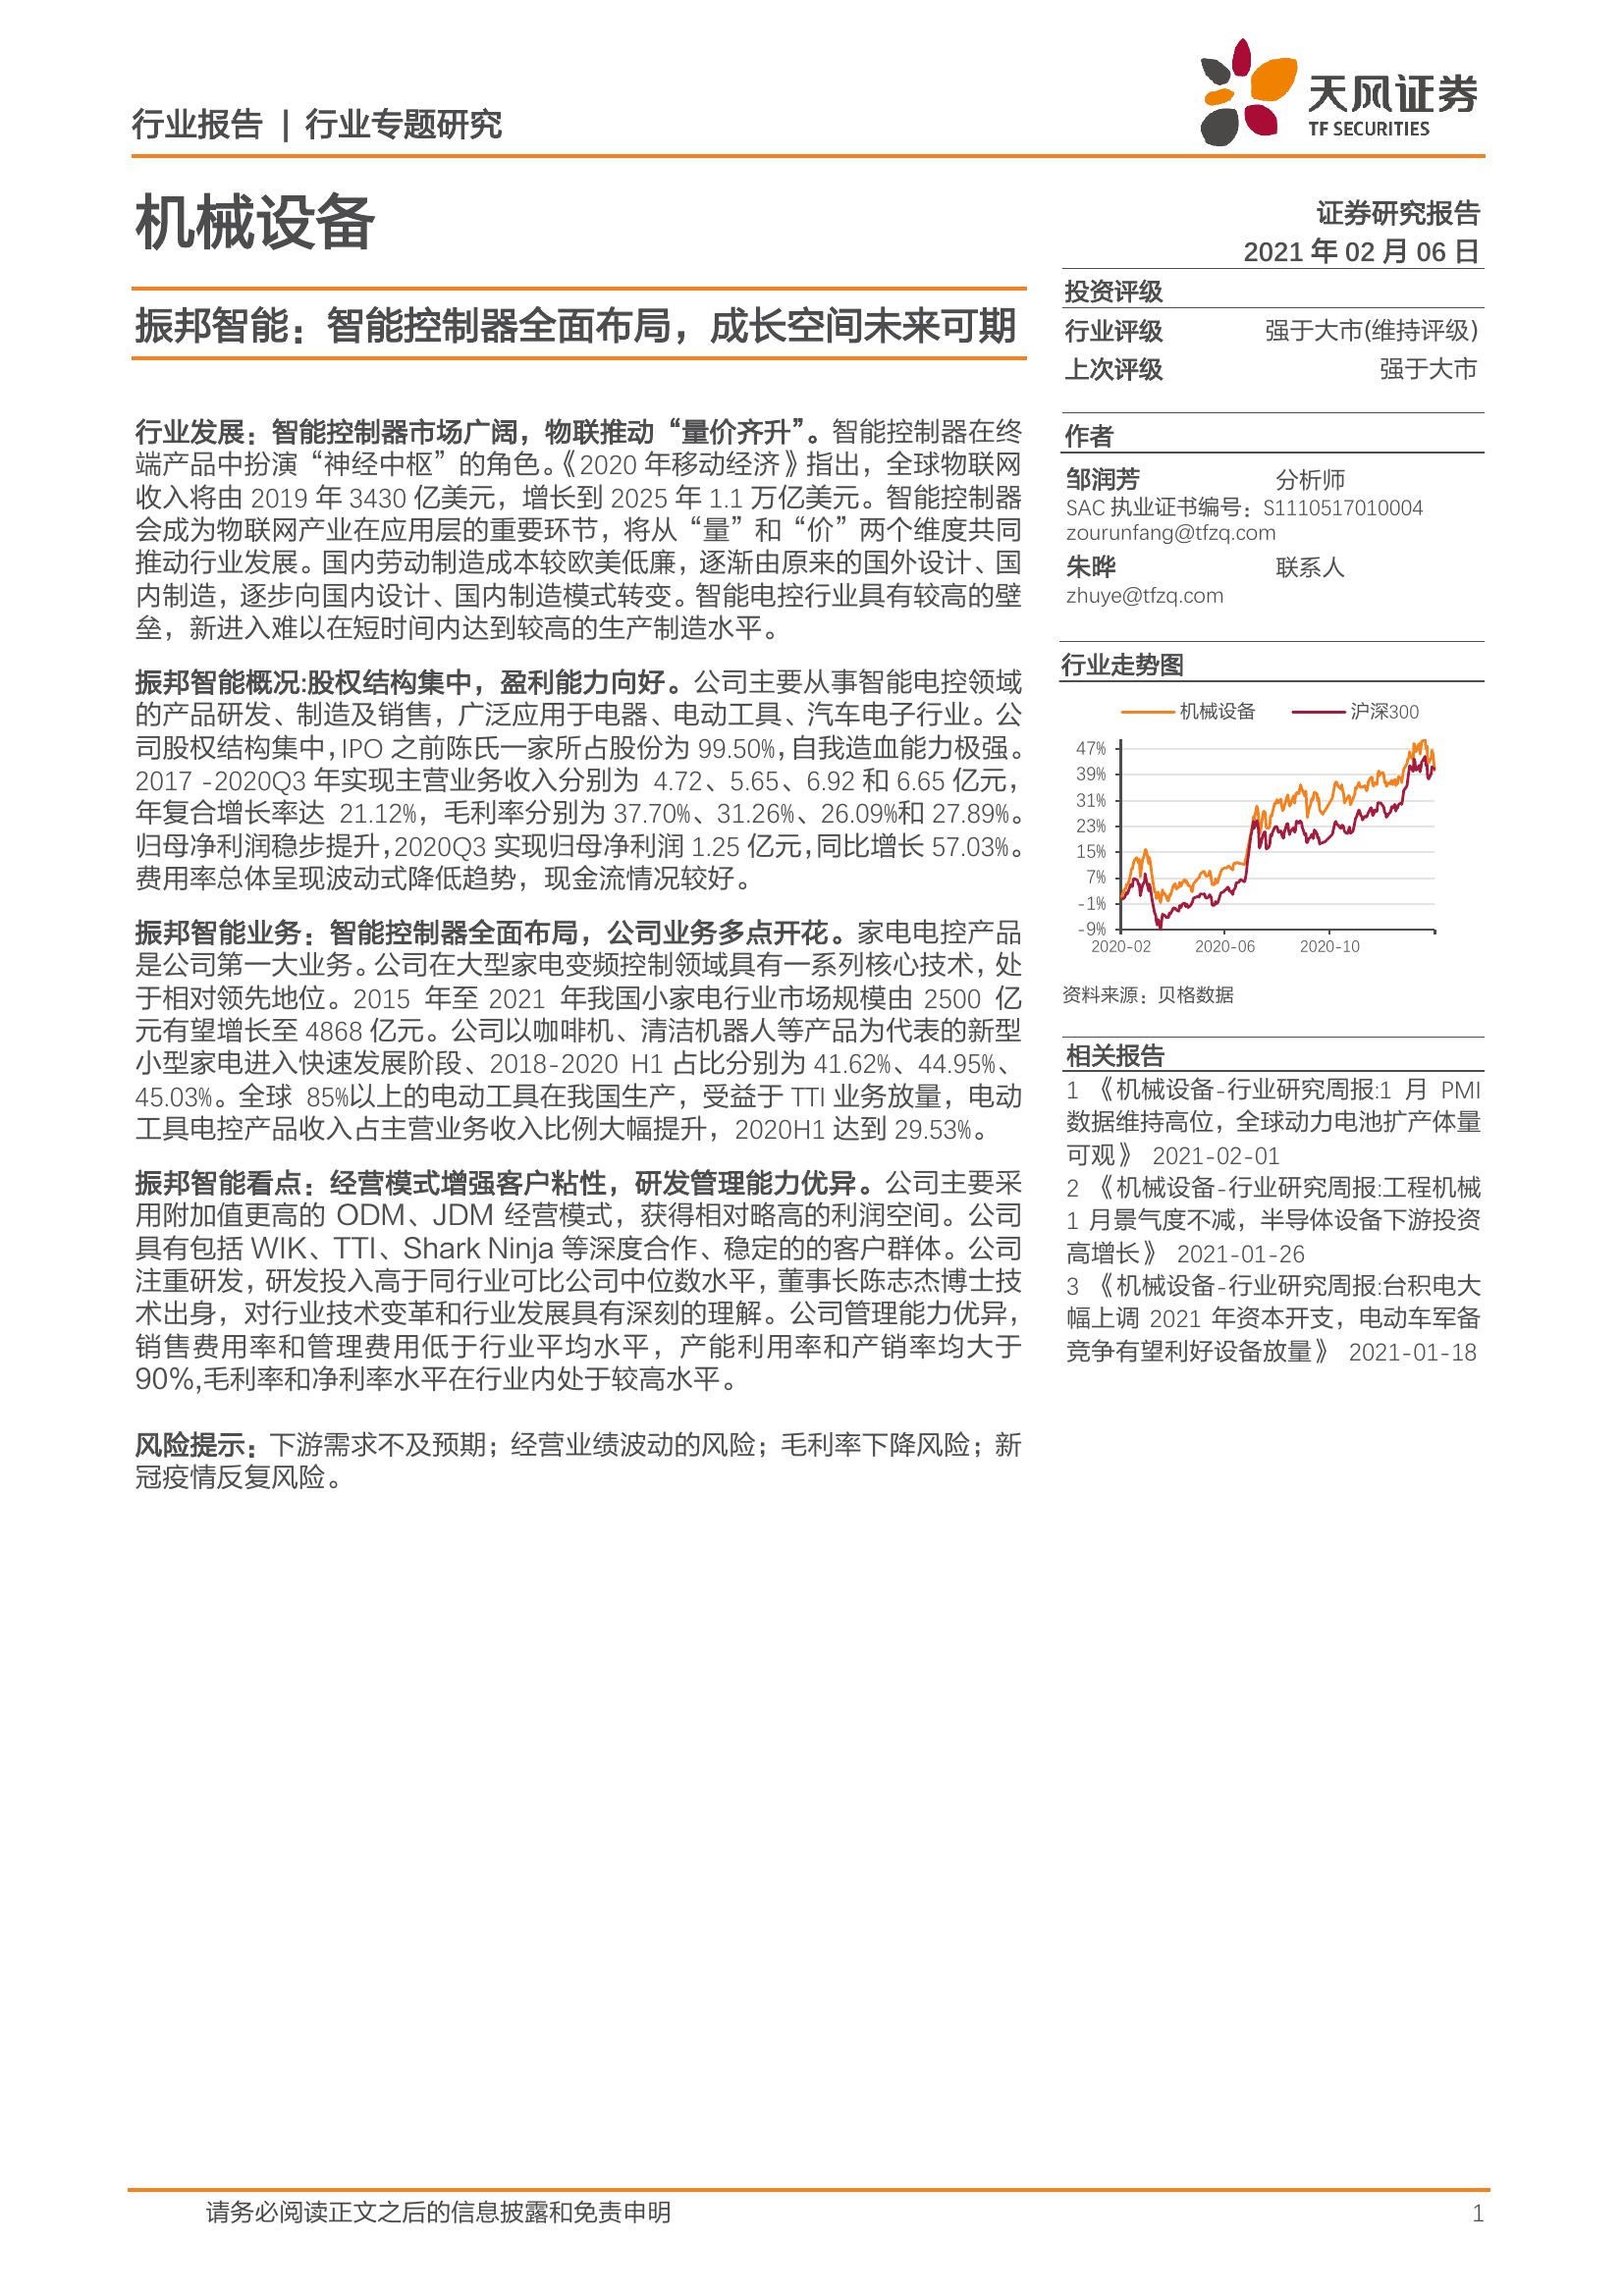 行业报告 | 行业专题研究
天风证券
TF SECURITIES
机械设备
证券研究报告
2021 年 02 月 06 日
振邦智能：智能控制器全面布局，成长空间未来可期
投资评级
行业评级 强于大市(维持评级)
上次评级 强于大市
作者
邹润芳 分析师
SAC 执业证书编号：S1110517010004
zourunfang@tfzq.com
朱晔 联系人
zhuye@tfzq.com
行业走势图
机械设备 沪深300
47%
39%
31%
23%
15%
7%
-1%
-9%
2020-02 2020-06 2020-10
资料来源：贝格数据
相关报告
1 《机械设备-行业研究周报:1 月 PMI
数据维持高位，全球动力电池扩产体量
可观》 2021-02-01
2 《机械设备-行业研究周报:工程机械
1 月景气度不减，半导体设备下游投资
高增长》 2021-01-26
3 《机械设备-行业研究周报:台积电大
幅上调 2021 年资本开支，电动车军备
竞争有望利好设备放量》 2021-01-18
行业发展：智能控制器市场广阔，物联推动“量价齐升”。智能控制器在终
端产品中扮演“神经中枢”的角色。《2020 年移动经济》指出，全球物联网
收入将由 2019 年 3430 亿美元，增长到 2025 年 1.1 万亿美元。智能控制器
会成为物联网产业在应用层的重要环节，将从“量”和“价”两个维度共同
推动行业发展。国内劳动制造成本较欧美低廉，逐渐由原来的国外设计、国
内制造，逐步向国内设计、国内制造模式转变。智能电控行业具有较高的壁
垒，新进入难以在短时间内达到较高的生产制造水平。
振邦智能概况:股权结构集中，盈利能力向好。公司主要从事智能电控领域
的产品研发、制造及销售，广泛应用于电器、电动工具、汽车电子行业。公
司股权结构集中，IPO 之前陈氏一家所占股份为 99.50%，自我造血能力极强。
2017 -2020Q3 年实现主营业务收入分别为 4.72、5.65、6.92 和 6.65 亿元，
年复合增长率达 21.12%，毛利率分别为 37.70%、31.26%、26.09%和 27.89%。
归母净利润稳步提升，2020Q3 实现归母净利润 1.25 亿元，同比增长 57.03%。
费用率总体呈现波动式降低趋势，现金流情况较好。
振邦智能业务：智能控制器全面布局，公司业务多点开花。家电电控产品
是公司第一大业务。公司在大型家电变频控制领域具有一系列核心技术，处
于相对领先地位。2015 年至 2021 年我国小家电行业市场规模由 2500 亿
元有望增长至 4868 亿元。公司以咖啡机、清洁机器人等产品为代表的新型
小型家电进入快速发展阶段、2018-2020 H1 占比分别为 41.62%、44.95%、
45.03%。全球 85%以上的电动工具在我国生产，受益于 TTI 业务放量，电动
工具电控产品收入占主营业务收入比例大幅提升，2020H1 达到 29.53%。
振邦智能看点：经营模式增强客户粘性，研发管理能力优异。公司主要采
用附加值更高的 ODM、JDM 经营模式，获得相对略高的利润空间。公司
具有包括 WIK、TTI、Shark Ninja 等深度合作、稳定的的客户群体。公司
注重研发，研发投入高于同行业可比公司中位数水平，董事长陈志杰博士技
术出身，对行业技术变革和行业发展具有深刻的理解。公司管理能力优异，
销售费用率和管理费用低于行业平均水平，产能利用率和产销率均大于
90%,毛利率和净利率水平在行业内处于较高水平。
风险提示：下游需求不及预期；经营业绩波动的风险；毛利率下降风险；新
冠疫情反复风险。
请务必阅读正文之后的信息披露和免责申明 1